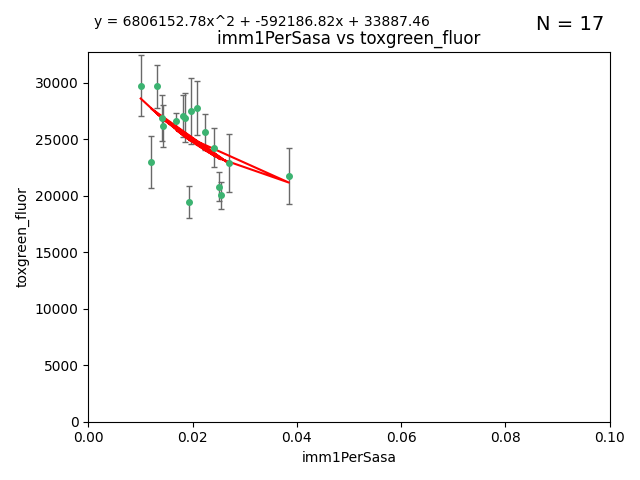 y = 6806152.78x^2 + -592186.82x + 33887.46
N = 17
imm1PerSasa vs toxgreen_fluor
30000
25000
20000
15000
10000
5000
0
toxgreen_fluor
0.00
0.02
0.04
0.06
0.08
0.10
imm1PerSasa